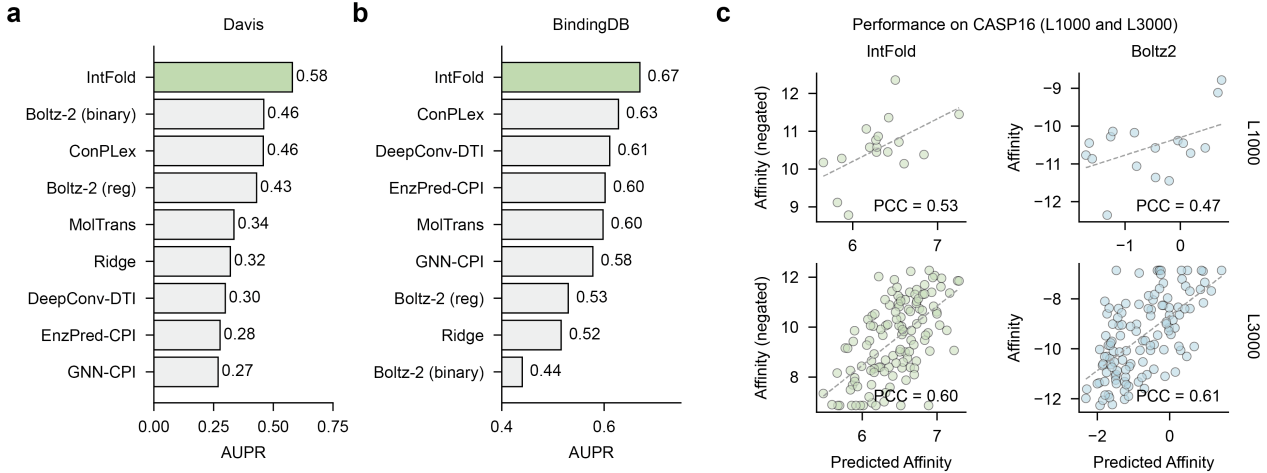 a
Davis
IntFold 0.58
Boltz-2 (binary) 0.46
ConPLex 0.46
Boltz-2 (reg) 0.43
MolTrans 0.34
Ridge 0.32
DeepConv-DTI 0.30
EnzPred-CPI 0.28
GNN-CPI 0.27
0.00 0.25 0.50 0.75
AUPR
b
BindingDB
IntFold 0.67
ConPLex 0.63
DeepConv-DTI 0.61
EnzPred-CPI 0.60
MolTrans 0.60
GNN-CPI 0.58
Boltz-2 (reg) 0.53
Ridge 0.52
Boltz-2 (binary) 0.44
0.4 0.6
AUPR
c
Performance on CASP16 (L1000 and L3000)
IntFold
Affinity (negated)
12
11
10
9
PCC = 0.53
6 7
Boltz2
Affinity
−9
−10
−11
−12
PCC = 0.47
−1 0
L1000
Affinity (negated)
12
10
8
PCC = 0.60
6 7
Predicted Affinity
Affinity
−8
−10
−12
PCC = 0.61
−2 0
Predicted Affinity
L3000